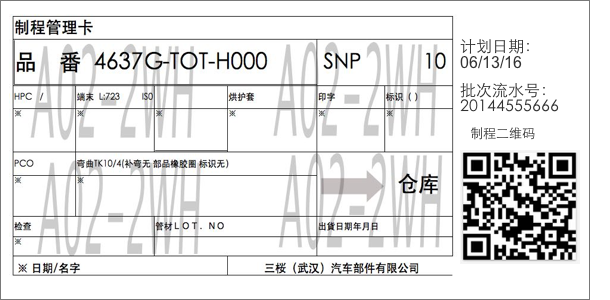 制程管理卡
品 番 4637G-TOT-H000 SNP 10
HPC / 端末 L:723 ISO 烘护套 印字 标识 ( )
※ ※ ※ ※ ※
PCO 弯曲TK10/4(补弯无 部品橡胶圈 标识无)
※ ※
仓库
检查 管材LOT. NO 出货日期年月日
※
※ 日期/名字 三桜（武汉）汽车部件有限公司
A02-2WH A02-2WH
A02-2WH A02-2WH
计划日期：
06/13/16
批次流水号：
20144555666
制程二维码